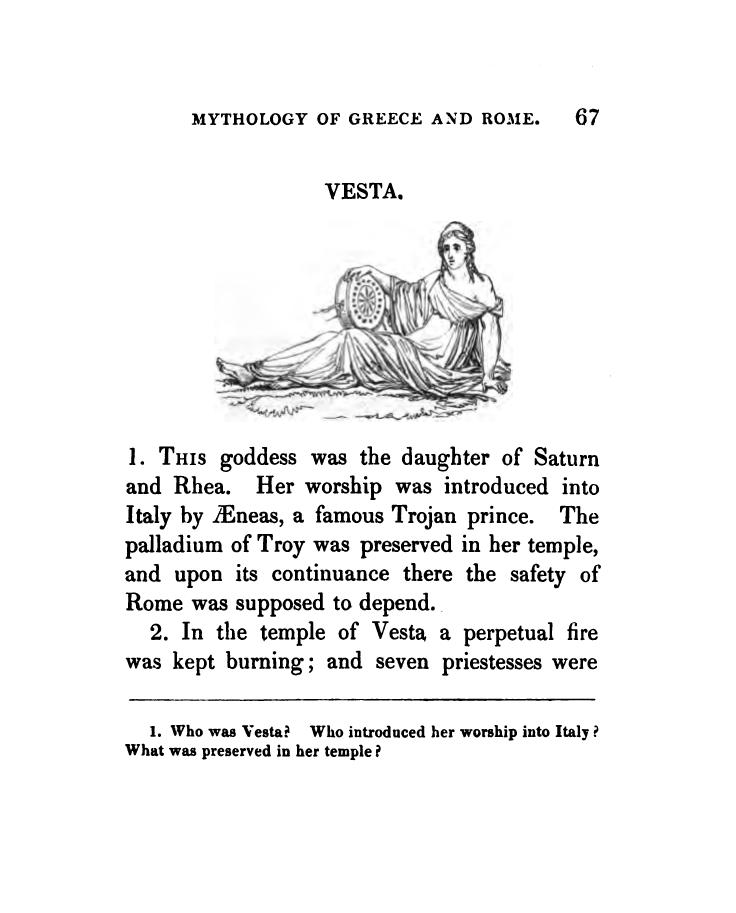 MYTHOLOGY OF GREECE AND ROME. 67
VESTA.
1. THIS goddess was the daughter of Saturn
and Rhea. Her worship was introduced into
Italy by Æneas, a famous Trojan prince. The
palladium of Troy was preserved in her temple,
and upon its continuance there the safety of
Rome was supposed to depend.
2. In the temple of Vesta a perpetual fire
was kept burning; and seven priestesses were
1. Who was Vesta? Who introduced her worship into Italy?
What was preserved in her temple?